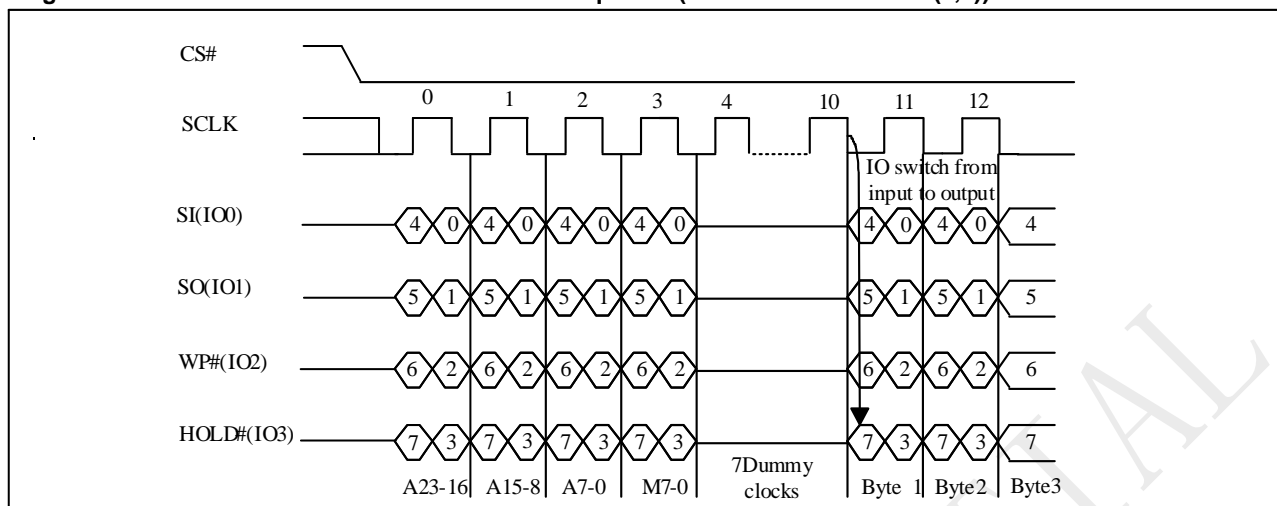 CS#
0 1 2 3 4 10 11 12
SCLK
IO switch from
input to output
SI(IO0) 4 0 4 0 4 0 4 0 4 0 4 0 4
SO(IO1) 5 1 5 1 5 1 5 1 5 1 5 1 5
WP#(IO2) 6 2 6 2 6 2 6 2 6 2 6 2 6
HOLD#(IO3) 7 3 7 3 7 3 7 3 7 3 7 3 7
7Dummy
clocks
A23-16 A15-8 A7-0 M7-0 Byte 1 Byte2 Byte3